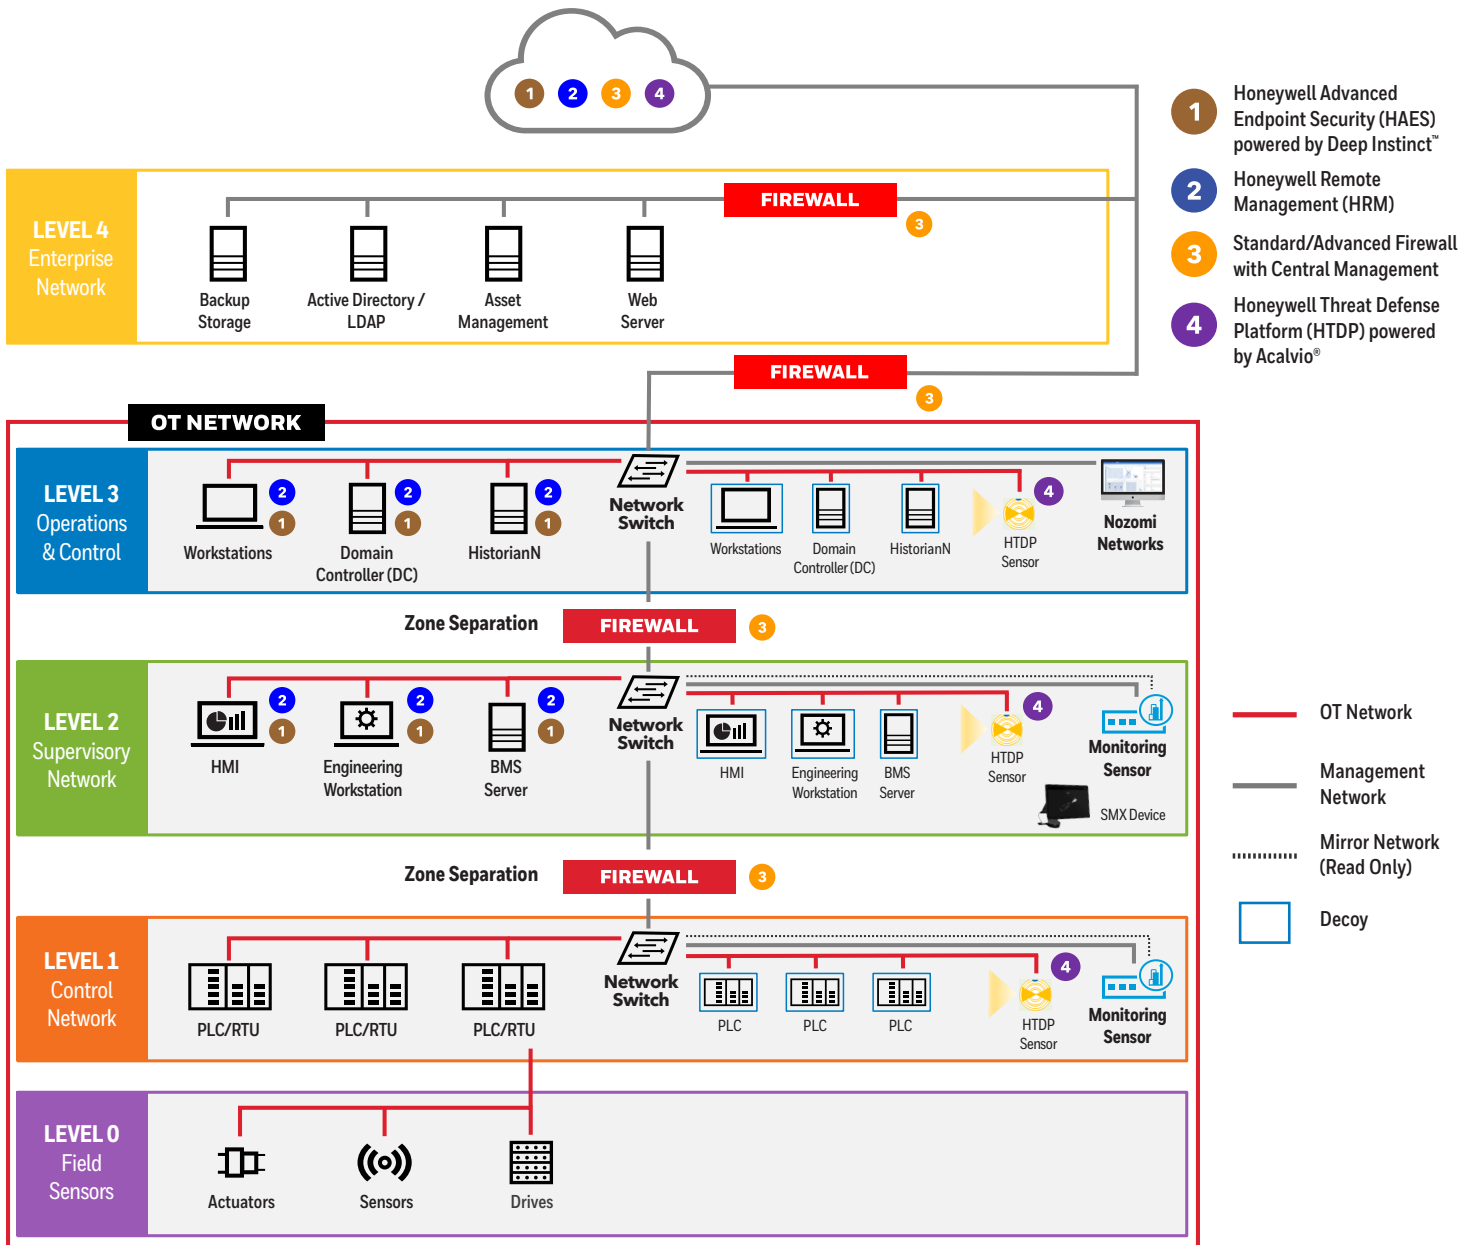 1 2 3 4
1 Honeywell Advanced
Endpoint Security (HAES)
powered by Deep Instinct™
2 Honeywell Remote
Management (HRM)
3 Standard/Advanced Firewall
with Central Management
4 Honeywell Threat Defense
Platform (HTDP) powered
by Acalvio®
LEVEL 4
Enterprise
Network
FIREWALL
3
Backup
Storage
Active Directory /
LDAP
Asset
Management
Web
Server
FIREWALL
3
OT NETWORK
LEVEL 3
Operations
& Control
2
1
Workstations
2
1
Domain
Controller (DC)
2
1
HistorianN
Network
Switch
Workstations
Domain
Controller (DC)
HistorianN
4
HTDP
Sensor
Nozomi
Networks
Zone Separation
FIREWALL
3
LEVEL 2
Supervisory
Network
2
1
HMI
2
1
Engineering
Workstation
2
1
BMS
Server
Network
Switch
HMI
Engineering
Workstation
BMS
Server
4
HTDP
Sensor
Monitoring
Sensor
SMX Device
Zone Separation
FIREWALL
3
LEVEL 1
Control
Network
PLC/RTU
PLC/RTU
PLC/RTU
Network
Switch
PLC
PLC
PLC
4
HTDP
Sensor
Monitoring
Sensor
LEVEL 0
Field
Sensors
Actuators
Sensors
Drives
OT Network
Management
Network
Mirror Network
(Read Only)
Decoy